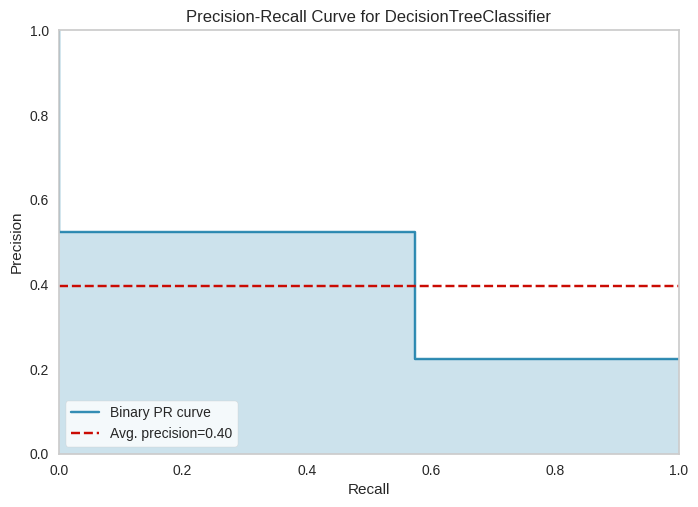 Precision-Recall Curve for DecisionTreeClassifier
1.0
0.8
0.6
0.4
0.2
0.0
Precision
Binary PR curve
Avg. precision=0.40
0.0 0.2 0.4 0.6 0.8 1.0
Recall